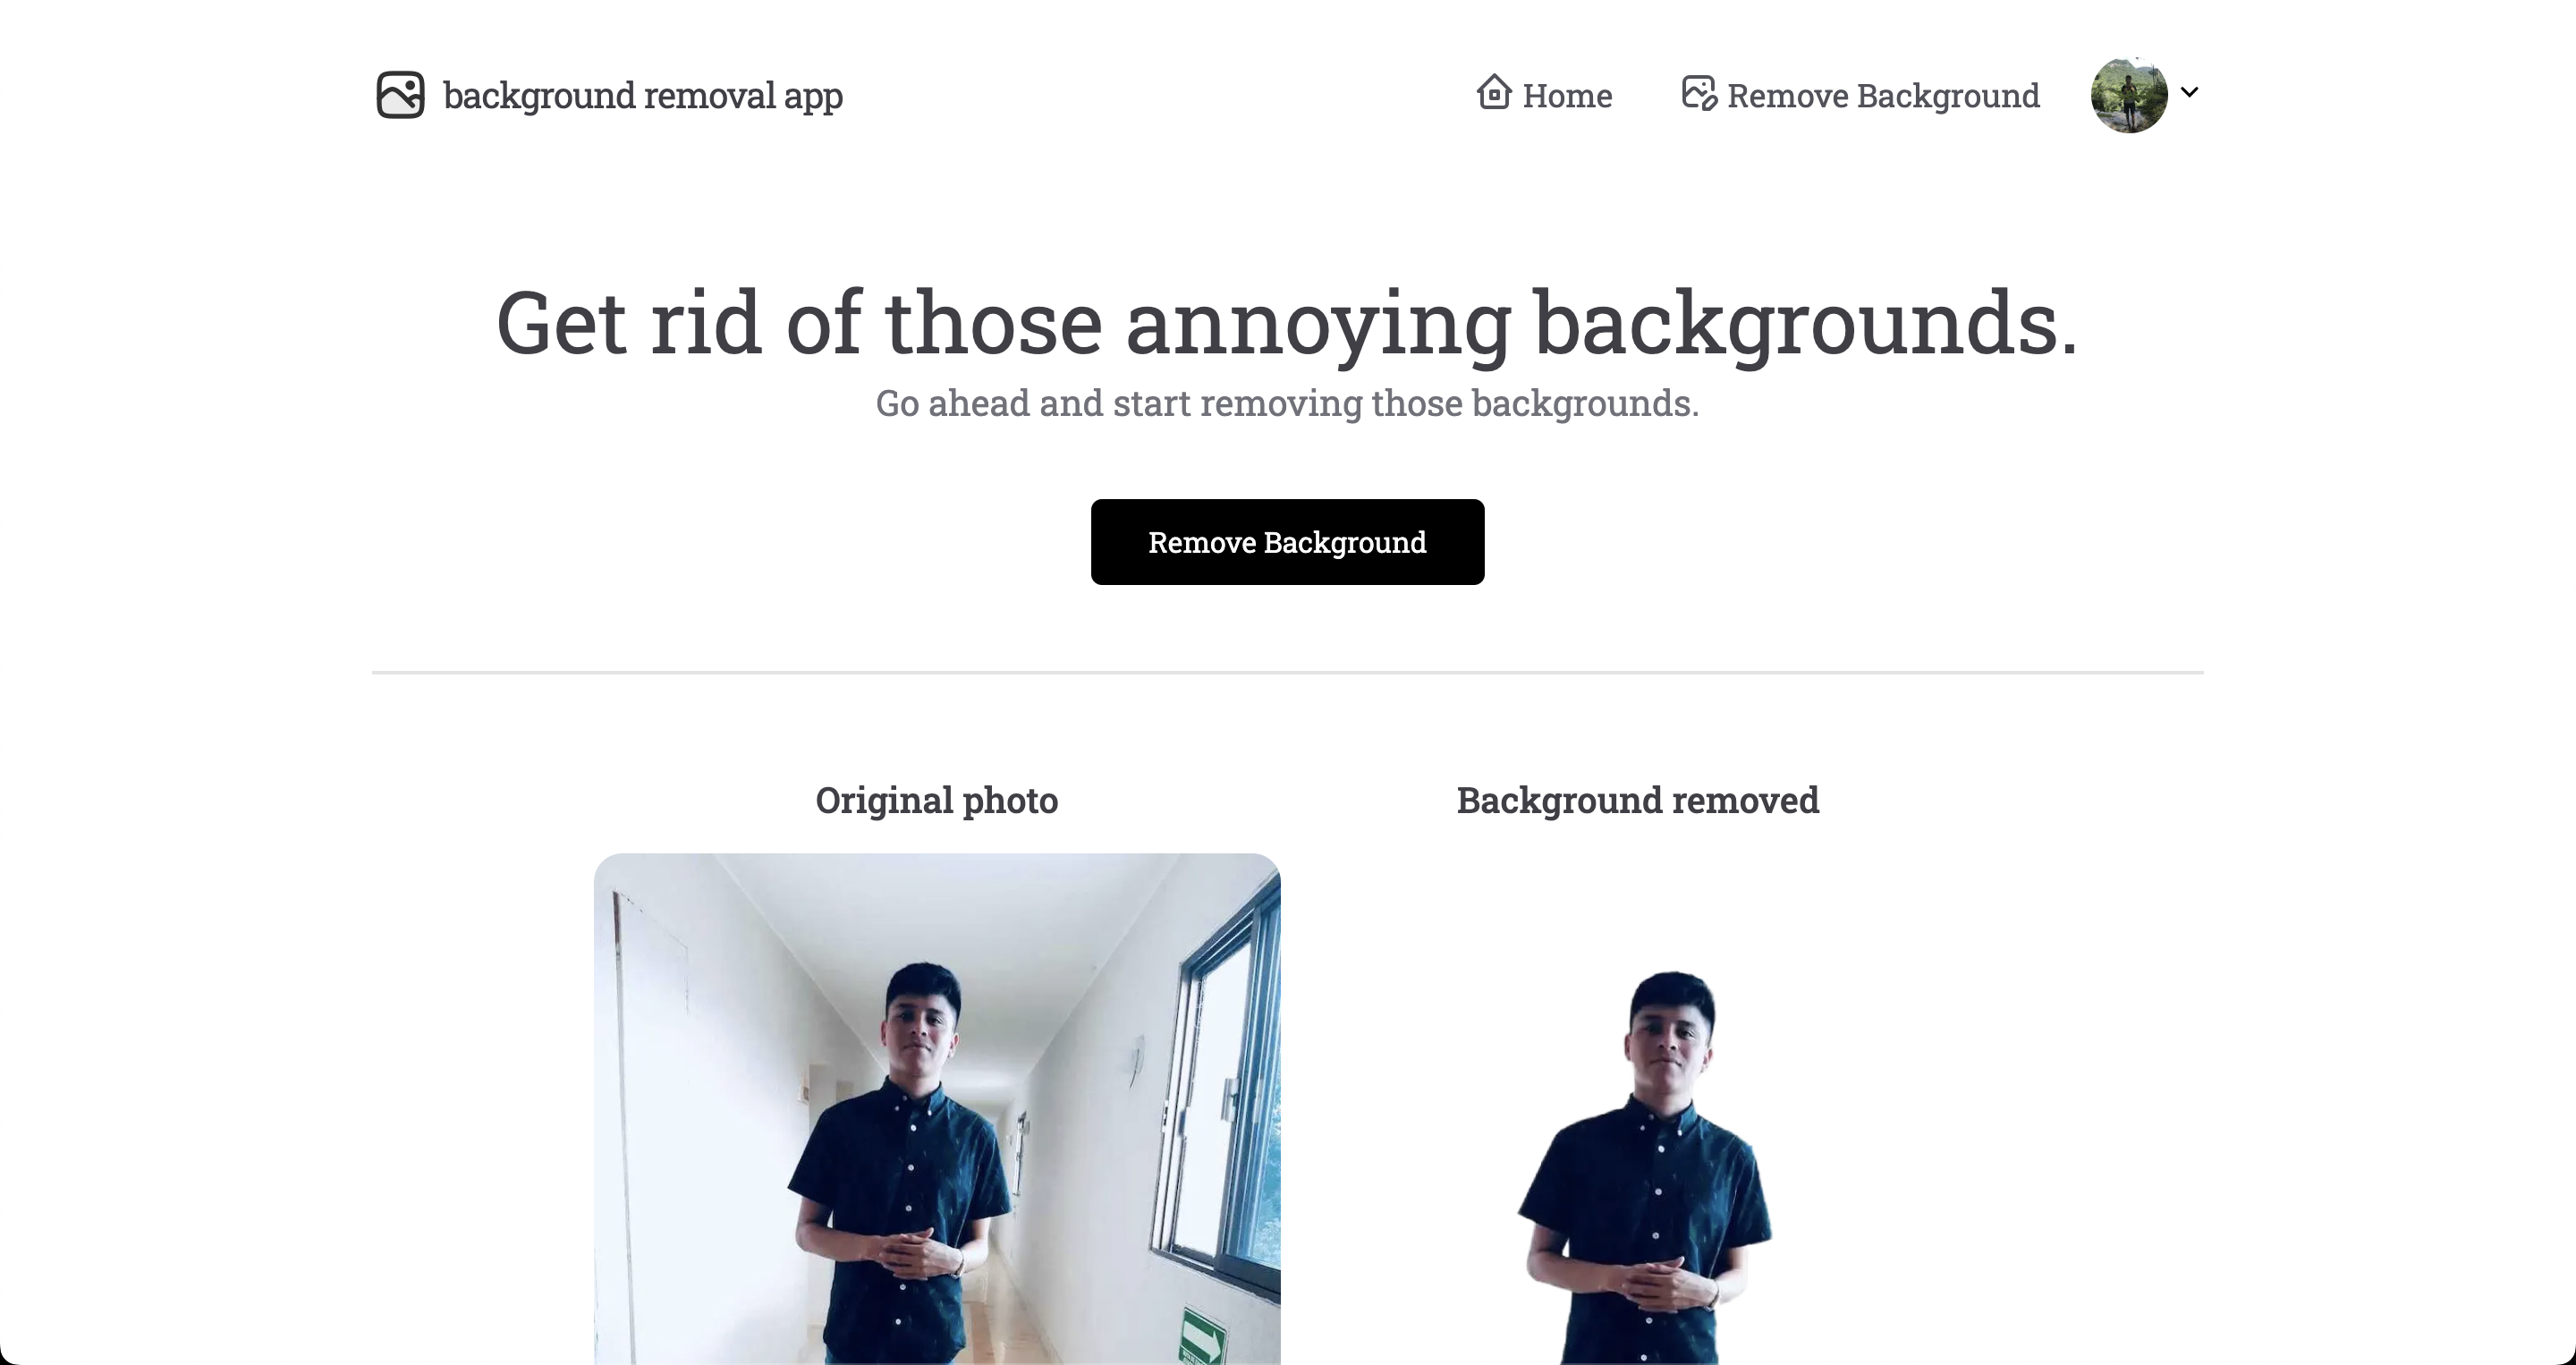 background removal app
Home
Remove Background
Get rid of those annoying backgrounds.
Go ahead and start removing those backgrounds.
Remove Background
Original photo
Background removed